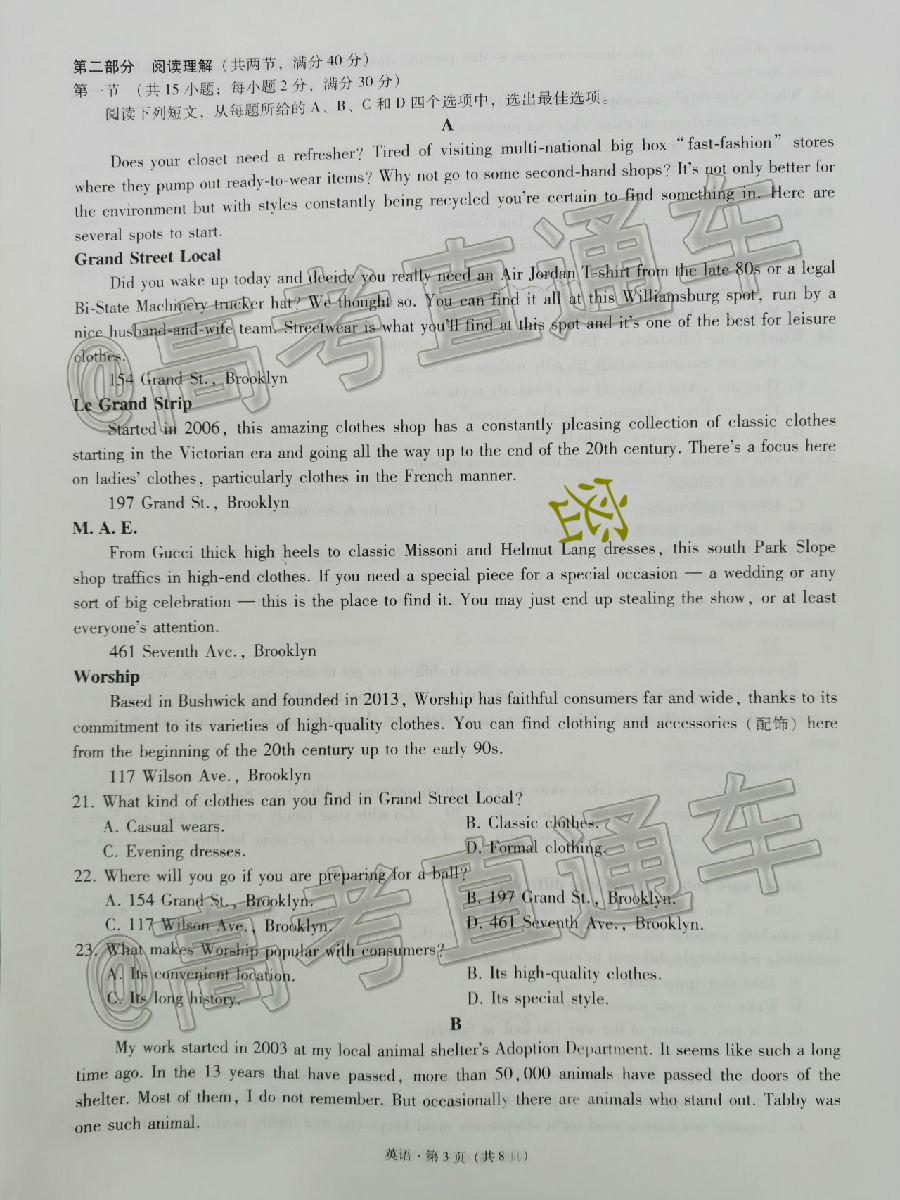 第二部分 阅读理解(共两节,满分40分)
第一节 (共15小题;每小题2分,满分30分)
阅读下列短文,从每题所给的A、B、C和D四个选项中,选出最佳选项。
A
Does your closet need a refresher? Tired of visiting multi-national big box “fast-fashion” stores
where they pump out ready-to-wear items? Why not go to some second-hand shops? It's not only better for
the environment but with styles constantly being recycled you're certain to find something in. Here are
several spots to start.
Grand Street Local
Did you wake up today and decide you really need an Air Jordan T-shirt from the late 80s or a legal
Bi-State Machinery trucker hat? We thought so. You can find it all at this Williamsburg spot, run by a
nice husband-and-wife team. Streetwear is what you'll find at this spot and it's one of the best for leisure
clothes.
154 Grand St., Brooklyn
Le Grand Strip
Started in 2006, this amazing clothes shop has a constantly pleasing collection of classic clothes
starting in the Victorian era and going all the way up to the end of the 20th century. There's a focus here
on ladies' clothes, particularly clothes in the French manner.
197 Grand St., Brooklyn
密
M. A. E.
From Gucci thick high heels to classic Missoni and Helmut Lang dresses, this south Park Slope
shop traffics in high-end clothes. If you need a special piece for a special occasion — a wedding or any
sort of big celebration — this is the place to find it. You may just end up stealing the show, or at least
everyone's attention.
461 Seventh Ave., Brooklyn
Worship
Based in Bushwick and founded in 2013, Worship has faithful consumers far and wide, thanks to its
commitment to its varieties of high-quality clothes. You can find clothing and accessories(配饰)here
from the beginning of the 20th century up to the early 90s.
117 Wilson Ave., Brooklyn
21. What kind of clothes can you find in Grand Street Local?
A. Casual wears. B. Classic clothes.
C. Evening dresses. D. Formal clothing.
22. Where will you go if you are preparing for a ball?
A. 154 Grand St., Brooklyn. B. 197 Grand St., Brooklyn.
C. 117 Wilson Ave., Brooklyn. D. 461 Seventh Ave., Brooklyn.
23. What makes Worship popular with consumers?
A. Its convenient location. B. Its high-quality clothes.
C. Its long history. D. Its special style.
B
My work started in 2003 at my local animal shelter's Adoption Department. It seems like such a long
time ago. In the 13 years that have passed, more than 50,000 animals have passed the doors of the
shelter. Most of them, I do not remember. But occasionally there are animals who stand out. Tabby was
one such animal.
英语·第3页(共8页)
@高考直通车
@高考直通车